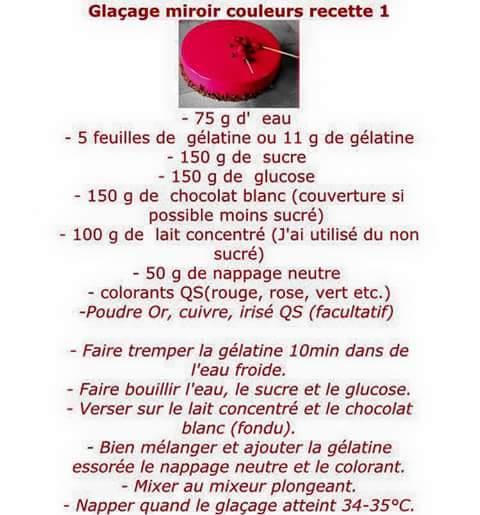 Glaçage miroir couleurs recette 1
- 75 g d'  eau
- 5 feuilles de  gélatine ou 11 g de gélatine
- 150 g de  sucre
- 150 g de  glucose
- 150 g de  chocolat blanc (couverture si
possible moins sucré)
- 100 g de  lait concentré (J'ai utilisé du non
sucré)
- 50 g de nappage neutre
- colorants QS(rouge, rose, vert etc.)
-Poudre Or, cuivre, irisé QS (facultatif)
- Faire tremper la gélatine 10min dans de
l'eau froide.
- Faire bouillir l'eau, le sucre et le glucose.
- Verser sur le lait concentré et le chocolat
blanc (fondu).
- Bien mélanger et ajouter la gélatine
essorée le nappage neutre et le colorant.
- Mixer au mixeur plongeant.
- Napper quand le glaçage atteint 34-35°C.